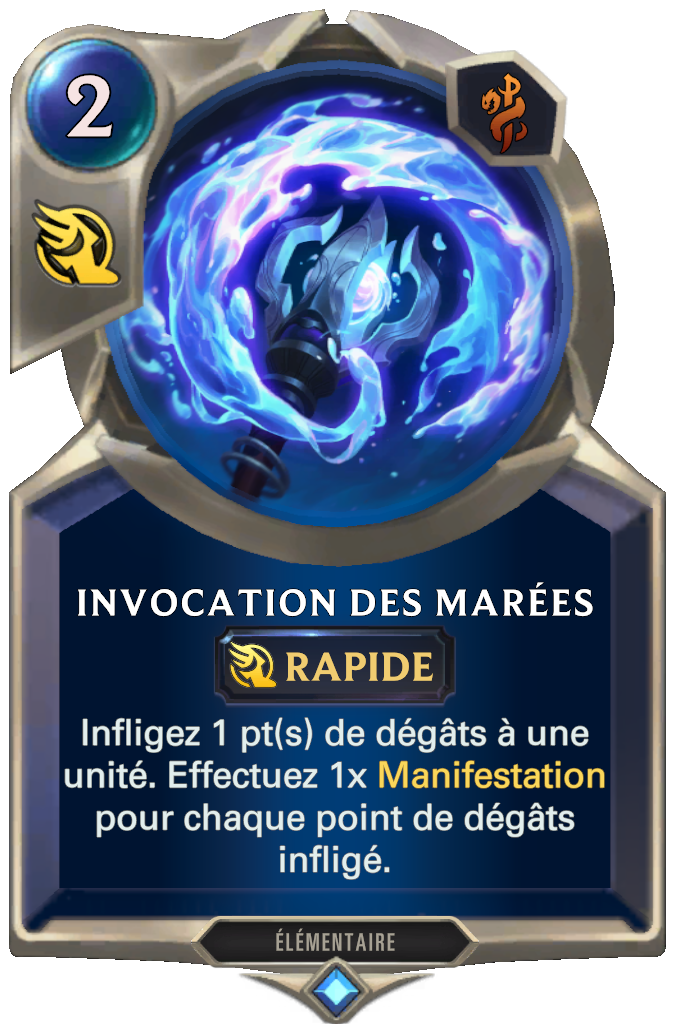 2
INVOCATION DES MARÉES
RAPIDE
Infligez 1 pt(s) de dégâts à une
unité. Effectuez 1x Manifestation
pour chaque point de dégâts
infligé.
ÉLÉMENTAIRE